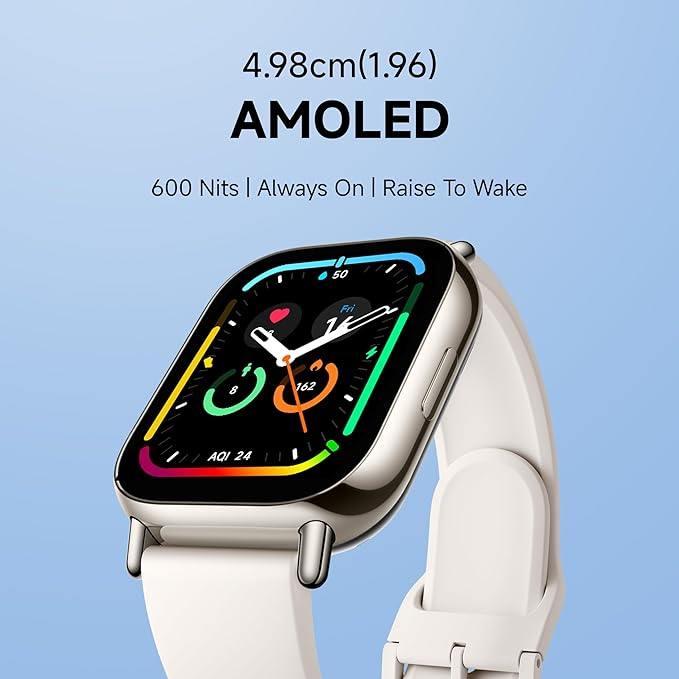 4.98cm(1.96)
AMOLED
600 Nits | Always On | Raise To Wake
50
Fri
8
162
AQI 24